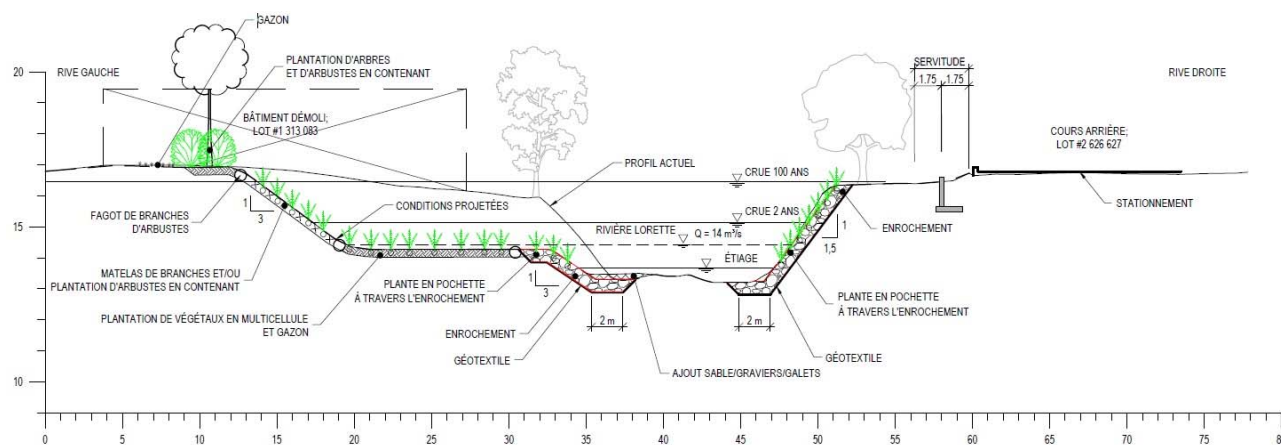 GAZON
PLANTATION D'ARBRES
ET D'ARBUSTES EN CONTENANT
SERVITUDE
1.75 1.75
20
RIVE GAUCHE
RIVE DROITE
BÂTIMENT DÉMOLI;
LOT #1 313 083
COURS ARRIÈRE;
LOT #2 626 627
PROFIL ACTUEL
CRUE 100 ANS
STATIONNEMENT
1
3
FAGOT DE BRANCHES
D'ARBUSTES
CONDITIONS PROJETÉES
CRUE 2 ANS
ENROCHEMENT
1
1,5
15
RIVIÈRE LORETTE
Q = 14 m³/s
ÉTIAGE
MATELAS DE BRANCHES ET/OU
PLANTATION D'ARBUSTES EN CONTENANT
PLANTE EN POCHETTE
À TRAVERS L'ENROCHEMENT
1
3
PLANTE EN POCHETTE
À TRAVERS L'ENROCHEMENT
PLANTATION DE VÉGÉTAUX EN MULTICELLULE
ET GAZON
2 m
2 m
ENROCHEMENT
GÉOTEXTILE
GÉOTEXTILE
AJOUT SABLE/GRAVIERS/GALETS
10
0 5 10 15 20 25 30 35 40 45 50 55 60 65 70 75 80